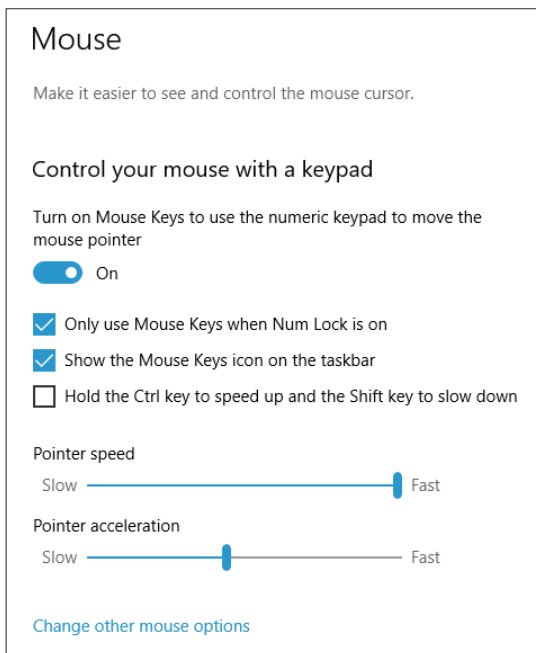 Mouse
Make it easier to see and control the mouse cursor.
Control your mouse with a keypad
Turn on Mouse Keys to use the numeric keypad to move the
mouse pointer
On
Only use Mouse Keys when Num Lock is on
Show the Mouse Keys icon on the taskbar
Hold the Ctrl key to speed up and the Shift key to slow down
Pointer speed
Slow Fast
Pointer acceleration
Slow Fast
Change other mouse options